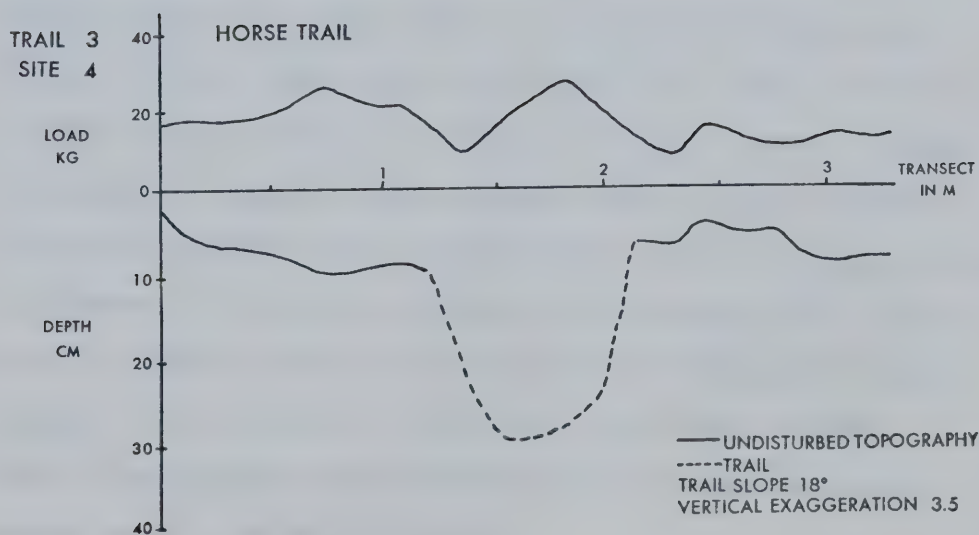 TRAIL 3
SITE 4
HORSE TRAIL
40
20
LOAD
KG
0
1
2
3
TRANSECT
IN M
10
20
30
40
DEPTH
CM
UNDISTURBED TOPOGRAPHY
TRAIL
TRAIL SLOPE 18°
VERTICAL EXAGGERATION 3.5